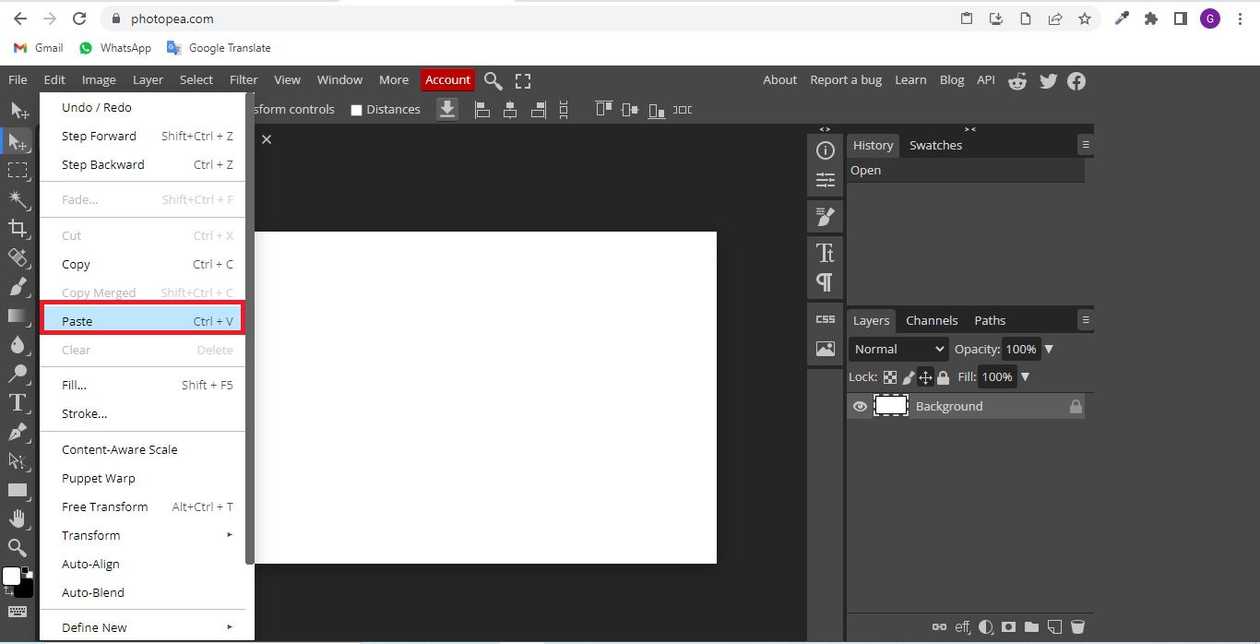 photopea.com
G
Gmail WhatsApp Google Translate
File Edit Image Layer Select Filter View Window More Account About Report a bug Learn Blog API
sform controls Distances
Undo / Redo
Step Forward Shift+Ctrl + Z
Step Backward Ctrl + Z
Fade... Shift+Ctrl + F
Cut Ctrl + X
Copy Ctrl + C
Copy Merged Shift+Ctrl + C
Paste Ctrl + V
Clear Delete
Fill... Shift + F5
Stroke...
Content-Aware Scale
Puppet Warp
Free Transform Alt+Ctrl + T
Transform
Auto-Align
Auto-Blend
Define New
CSS
History Swatches
Open
Layers Channels Paths
Normal Opacity: 100%
Lock: Fill: 100%
Background
eff